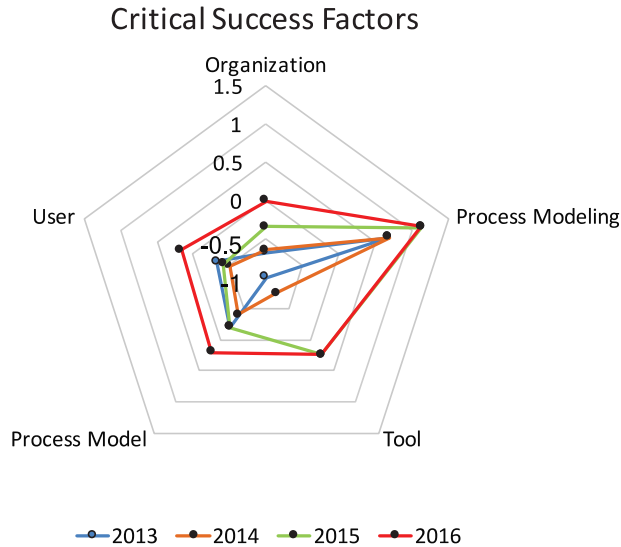 Critical Success Factors
Organization
1.5
1
0.5
0
-0.5
-1
User
Process Modeling
Process Model
Tool
2013 2014 2015 2016